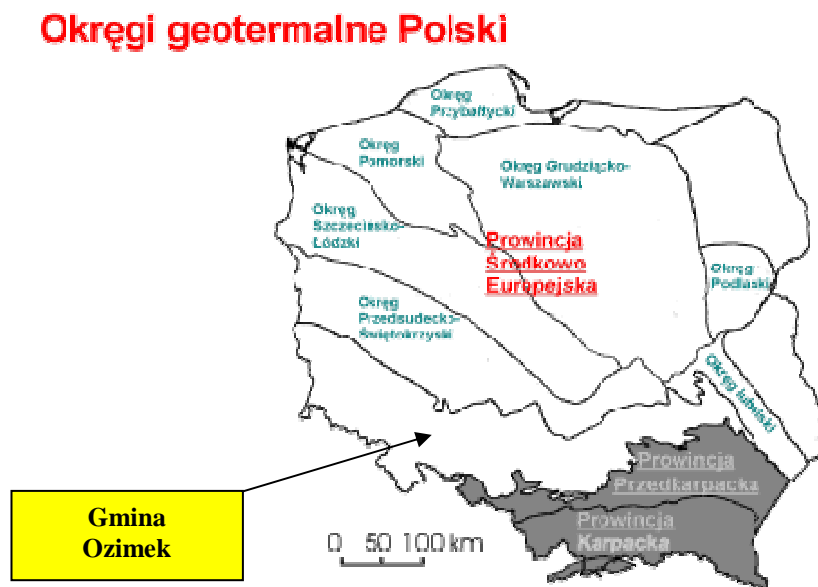 Okręgi geotermalne Polski
Okręg
Przybałtycki
Okręg
Pomorski
Okręg Grudziącko-
Warszawski
Okręg
Szczecińsko-
Łódzki
Prowincja
Środkowo
Europejska
Okręg
Podlaski
Okręg
Przedsudecko-
Świętokrzyski
Okręg lubelski
Prowincja
Przedkarpacka
Prowincja
Karpacka
Gmina
Ozimek
0 50 100 km